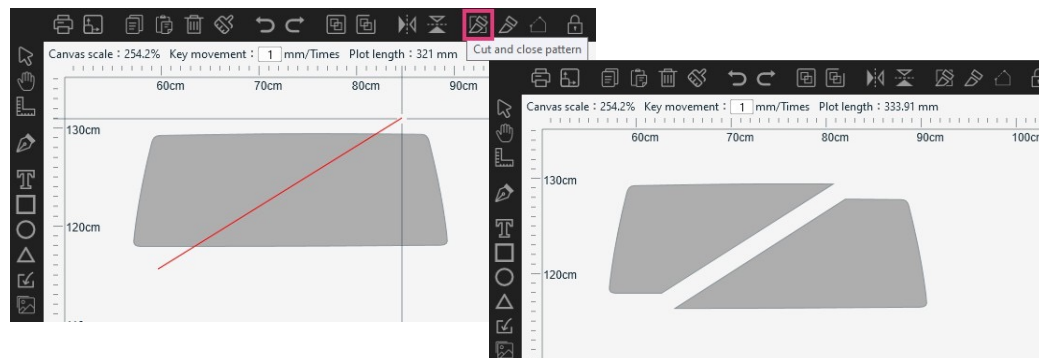 Canvas scale：254.2% Key movement： 1 mm/Times Plot length：321 mm
Cut and close pattern
60cm 70cm 80cm 90cm
130cm
120cm
Canvas scale：254.2% Key movement： 1 mm/Times Plot length：333.91 mm
60cm 70cm 80cm 90cm
130cm
120cm